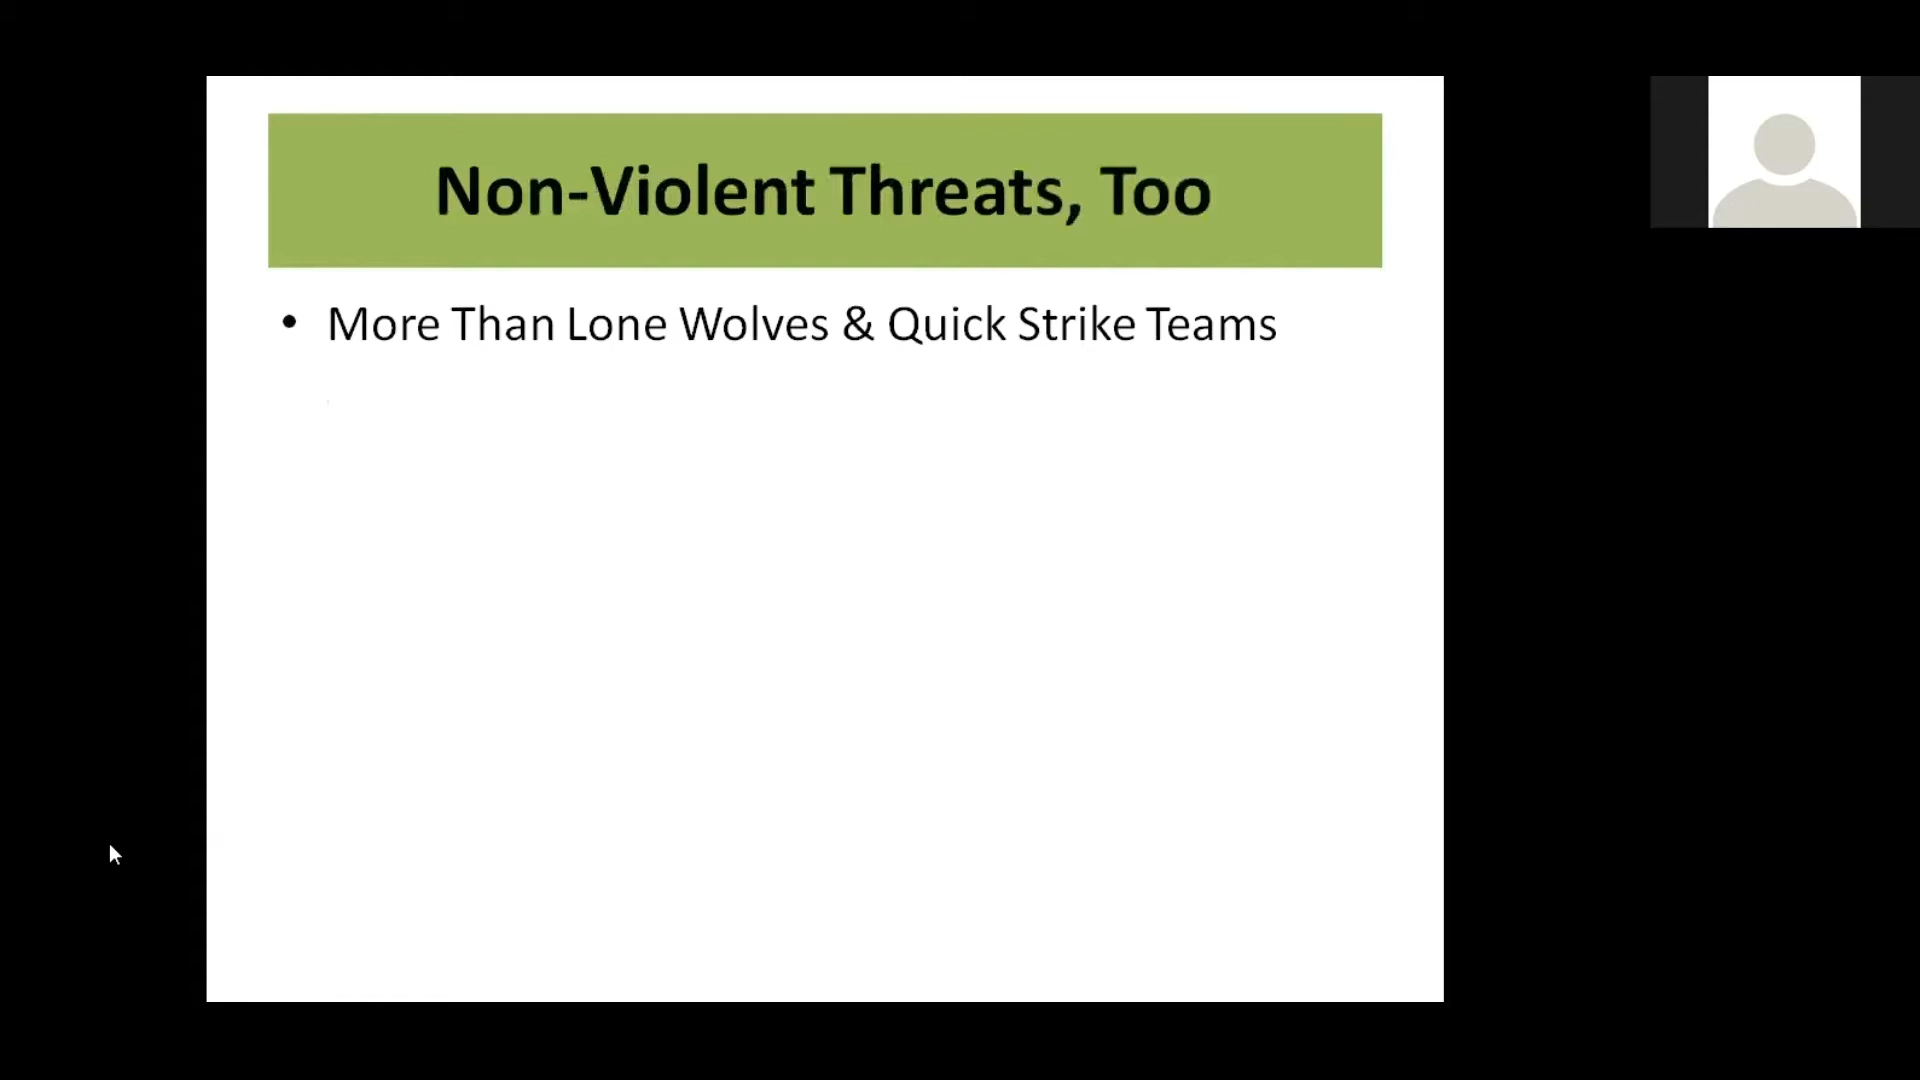 Non-Violent Threats, Too
• More Than Lone Wolves & Quick Strike Teams